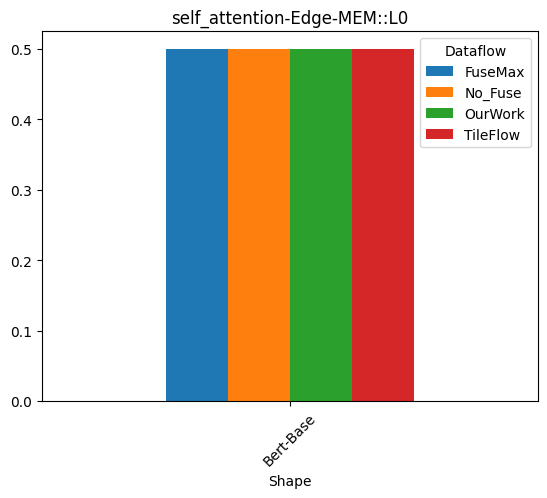 self_attention-Edge-MEM::L0
0.5
0.4
0.3
0.2
0.1
0.0
Dataflow
FuseMax
No_Fuse
OurWork
TileFlow
Bert-Base
Shape